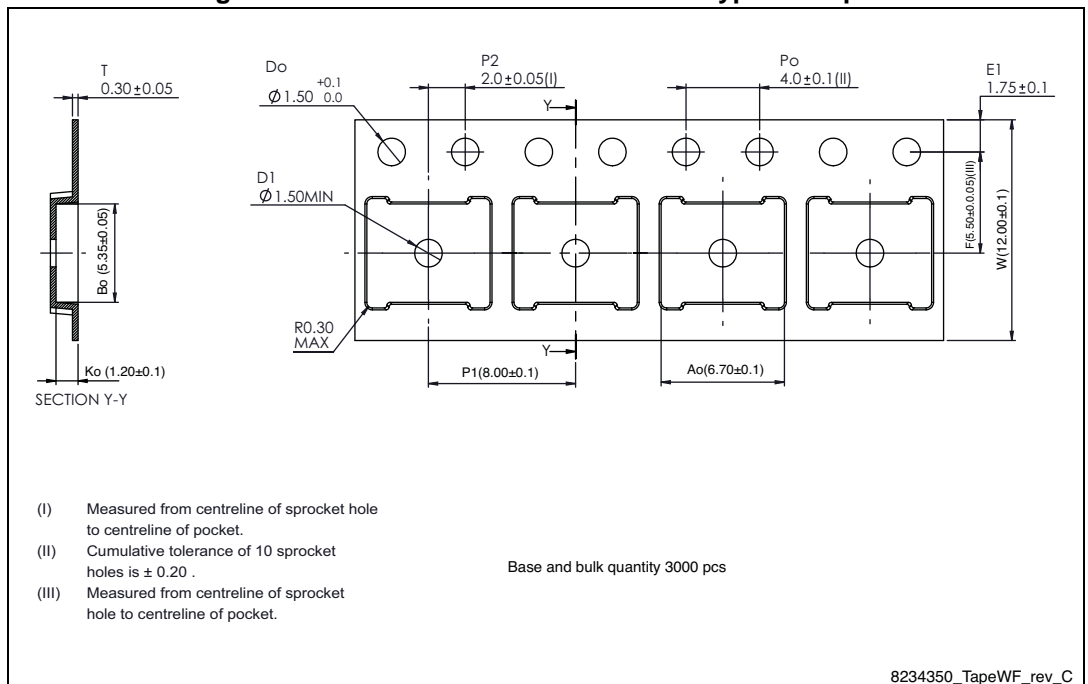 T
0.30±0.05
Do
Ø1.50 +0.1 0.0
P2
2.0±0.05(I)
Po
4.0±0.1(II)
E1
1.75±0.1
Y
D1
Ø1.50MIN
Bo (5.35±0.05)
F(5.50±0.0.05)(III)
W(12.00±0.1)
R0.30
MAX
Y
Ko (1.20±0.1)
P1(8.00±0.1)
Ao(6.70±0.1)
SECTION Y-Y
(I) Measured from centreline of sprocket hole
to centreline of pocket.
(II) Cumulative tolerance of 10 sprocket
holes is ± 0.20 .
(III) Measured from centreline of sprocket
hole to centreline of pocket.
Base and bulk quantity 3000 pcs
8234350_TapeWF_rev_C